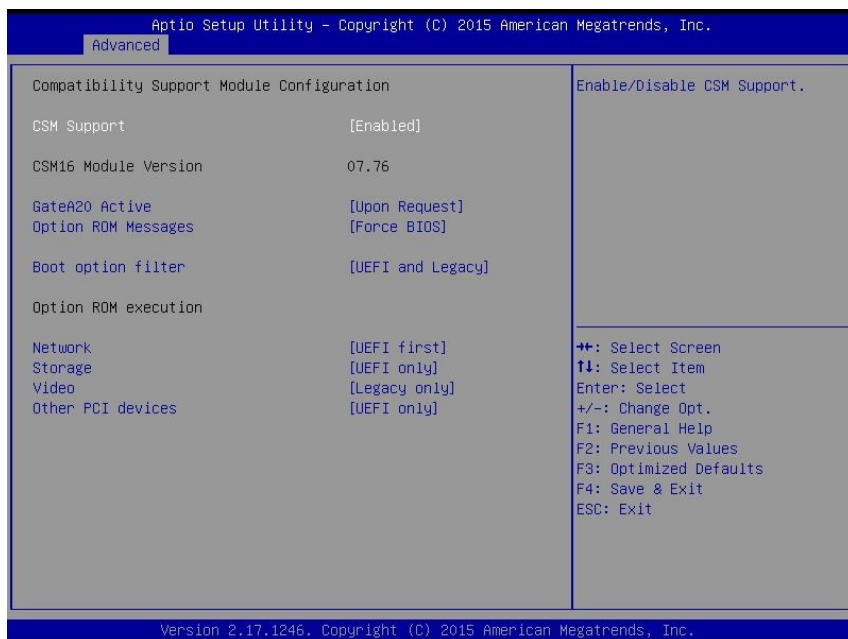 Aptio Setup Utility – Copyright (C) 2015 American Megatrends, Inc.
Advanced
Compatibility Support Module Configuration
CSM Support [Enabled]
CSM16 Module Version 07.76
GateA20 Active [Upon Request]
Option ROM Messages [Force BIOS]
Boot option filter [UEFI and Legacy]
Option ROM execution
Network [UEFI first]
Storage [UEFI only]
Video [Legacy only]
Other PCI devices [UEFI only]
Enable/Disable CSM Support.
→←: Select Screen
↑↓: Select Item
Enter: Select
+/-: Change Opt.
F1: General Help
F2: Previous Values
F3: Optimized Defaults
F4: Save & Exit
ESC: Exit
Version 2.17.1246. Copyright (C) 2015 American Megatrends, Inc.